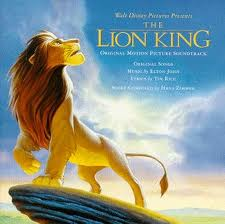 Walt Disney Pictures Presents
THE
LION KING
ORIGINAL MOTION PICTURE SOUNDTRACK
ORIGINAL SONGS
MUSIC BY ELTON JOHN
LYRICS BY TIM RICE
SCORE COMPOSED BY HANS ZIMMER